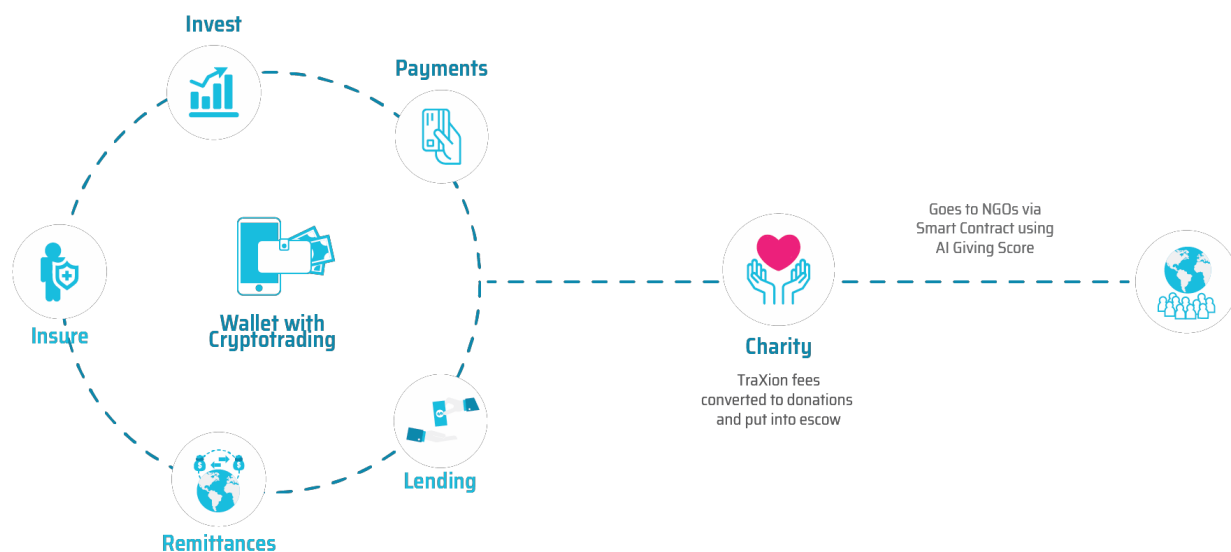 Invest
Payments
Insure
Wallet with
Cryptotrading
Lending
Remittances
Charity
TraXion fees
converted to donations
and put into escow
Goes to NGOs via
Smart Contract using
AI Giving Score